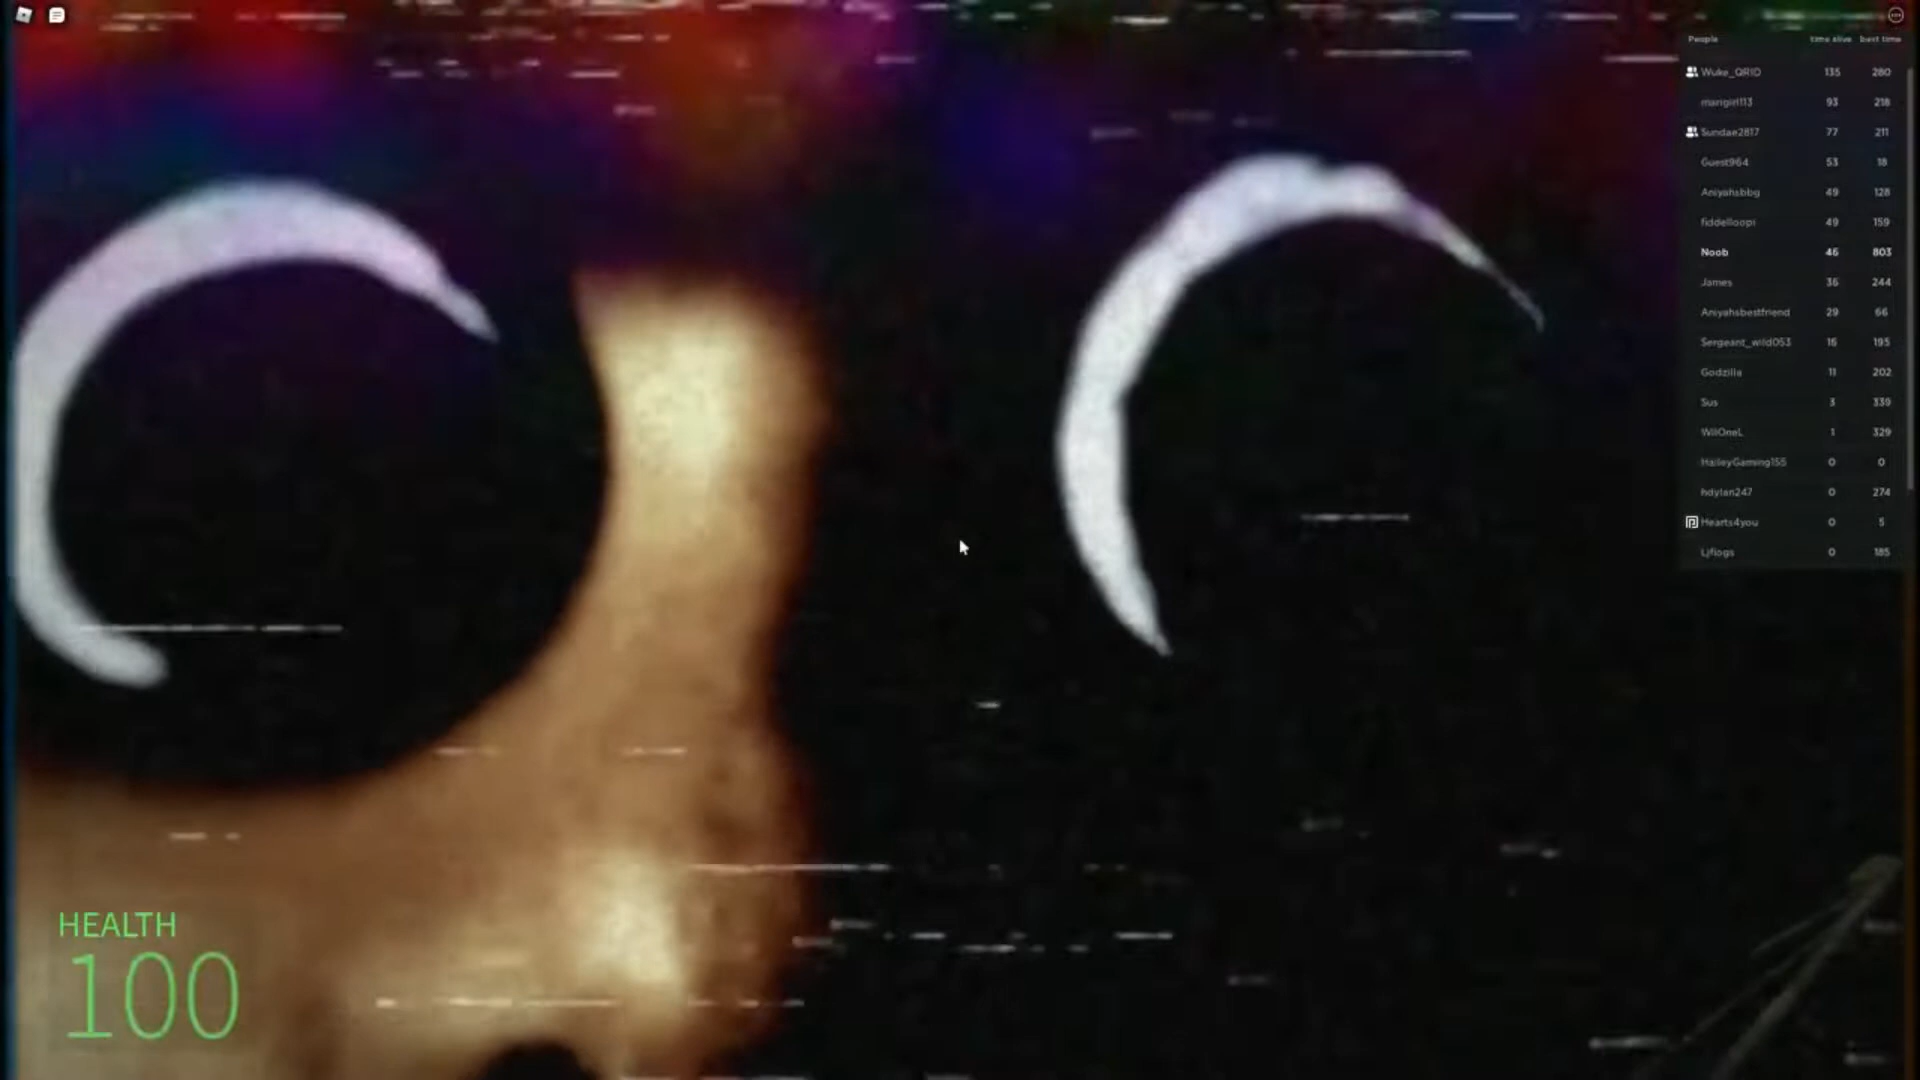 People time alive best time
Wuke_QRID 135 280
marigirl113 93 218
Sundae2817 77 211
Guest964 53 18
Aniyahsbbg 49 128
fiddelloopi 49 159
Noob 46 803
James 36 244
Aniyahsbestfriend 29 66
Sergeant_wild053 16 195
Godzilla 11 202
Sus 3 339
WillOneL 1 329
HaileyGaming155 0 0
hdylan247 0 274
Hearts4you 0 5
Ljflogs 0 185
HEALTH
100